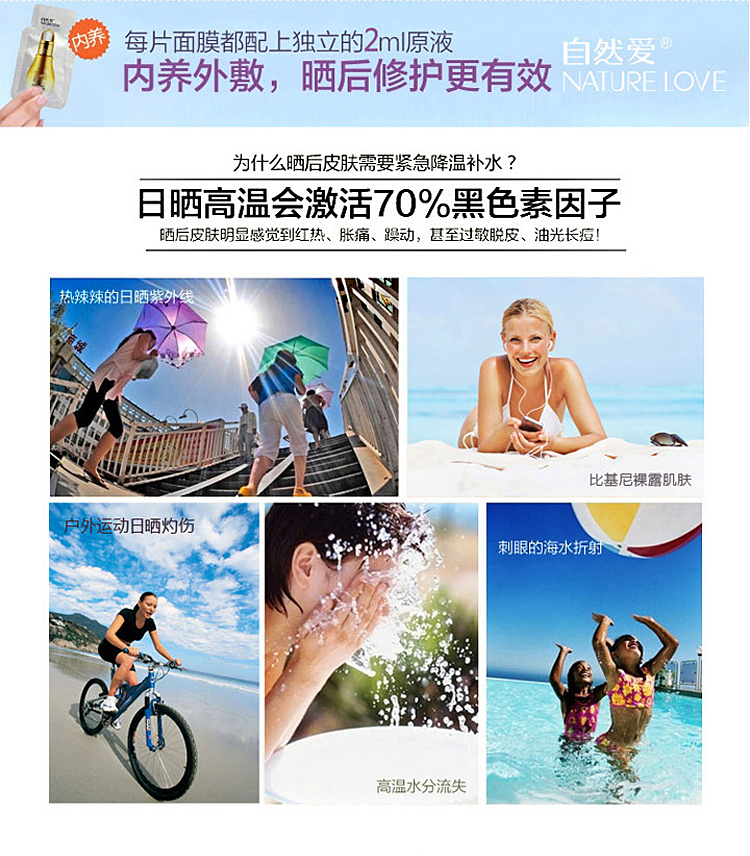 内养
每片面膜都配上独立的2ml原液
内养外敷，晒后修护更有效
自然爱®
NATURE LOVE
为什么晒后皮肤需要紧急降温补水？
日晒高温会激活70%黑色素因子
晒后皮肤明显感觉到红热、胀痛、躁动，甚至过敏脱皮、油光长痘！
热辣辣的日晒紫外线
比基尼裸露肌肤
户外运动日晒灼伤
刺眼的海水折射
高温水分流失